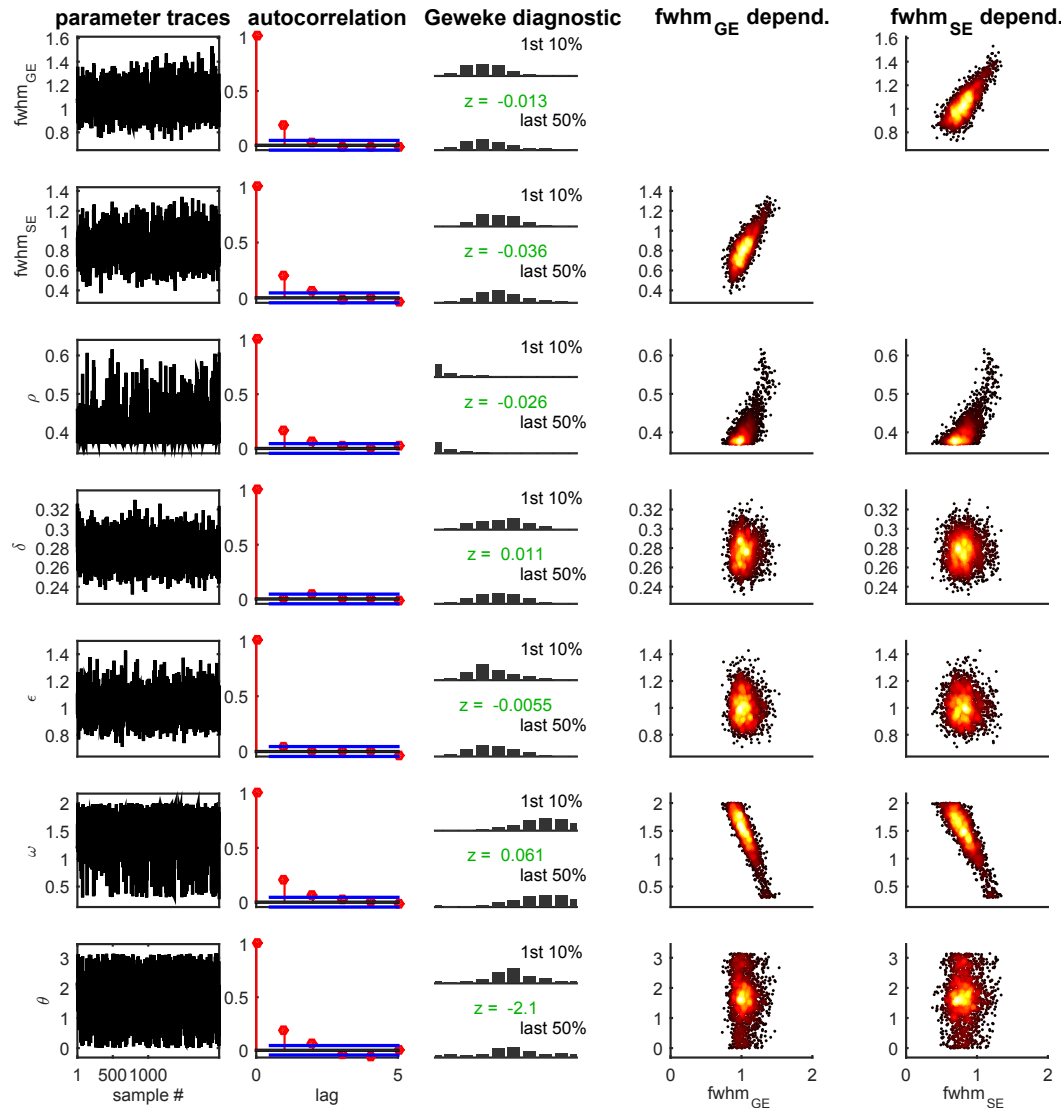 parameter traces autocorrelation Geweke diagnostic fwhm_GE depend. fwhm_SE depend.
fwhm_GE
1.6
1.4
1.2
1
0.8
1
0.5
0
1st 10%
z = -0.013
last 50%
1.6
1.4
1.2
1
0.8
fwhm_SE
1.4
1.2
1
0.8
0.6
0.4
1
0.5
0
1st 10%
z = -0.036
last 50%
1.4
1.2
1
0.8
0.6
0.4
ρ
0.6
0.5
0.4
1
0.5
0
1st 10%
z = -0.026
last 50%
0.6
0.5
0.4
0.6
0.5
0.4
δ
0.32
0.3
0.28
0.26
0.24
1
0.5
0
1st 10%
z = 0.011
last 50%
0.32
0.3
0.28
0.26
0.24
0.32
0.3
0.28
0.26
0.24
ϵ
1.4
1.2
1
0.8
1
0.5
0
1st 10%
z = -0.0055
last 50%
1.4
1.2
1
0.8
1.4
1.2
1
0.8
ω
2
1.5
1
0.5
1
0.5
0
1st 10%
z = 0.061
last 50%
2
1.5
1
0.5
2
1.5
1
0.5
θ
3
2
1
0
1
0.5
0
1st 10%
z = -2.1
last 50%
3
2
1
0
3
2
1
0
1 500 1000
sample #
0 5
lag
0 1 2
fwhm_GE
0 1 2
fwhm_SE